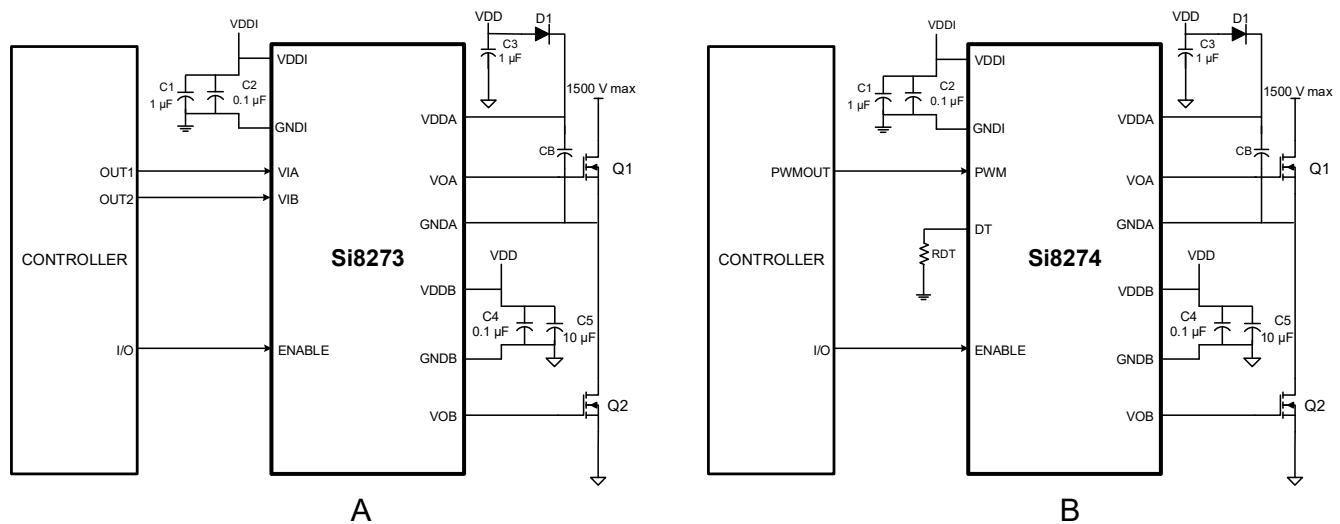 VDDI
VDD
D1
C3
1 µF
VDDI
C1
1 µF
C2
0.1 µF
GNDI
1500 V max
VDDA
CB
OUT1
VIA
VOA
Q1
OUT2
VIB
GNDA
CONTROLLER
Si8273
VDD
VDDB
C4
0.1 µF
C5
10 µF
I/O
ENABLE
GNDB
VOB
Q2
A
VDDI
VDD
D1
C3
1 µF
VDDI
C1
1 µF
C2
0.1 µF
GNDI
1500 V max
VDDA
CB
PWMOUT
PWM
VOA
Q1
DT
GNDA
RDT
CONTROLLER
Si8274
VDD
VDDB
C4
0.1 µF
C5
10 µF
I/O
ENABLE
GNDB
VOB
Q2
B